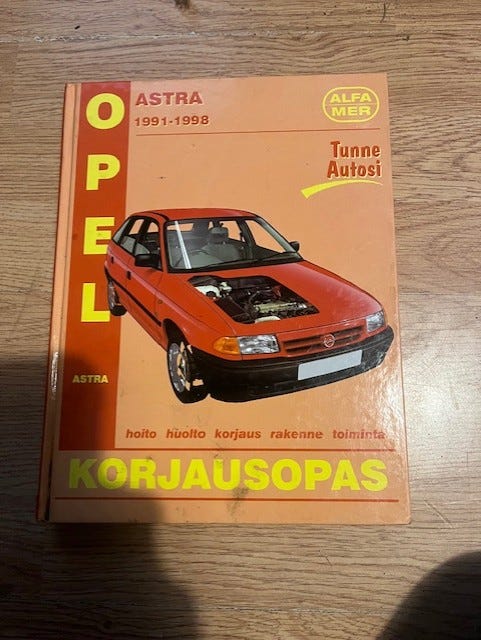 OPEL
ASTRA
1991-1998
ALFA
MER
Tunne
Autosi
ASTRA
hoito huolto korjaus rakenne toiminta
KORJAUSOPAS